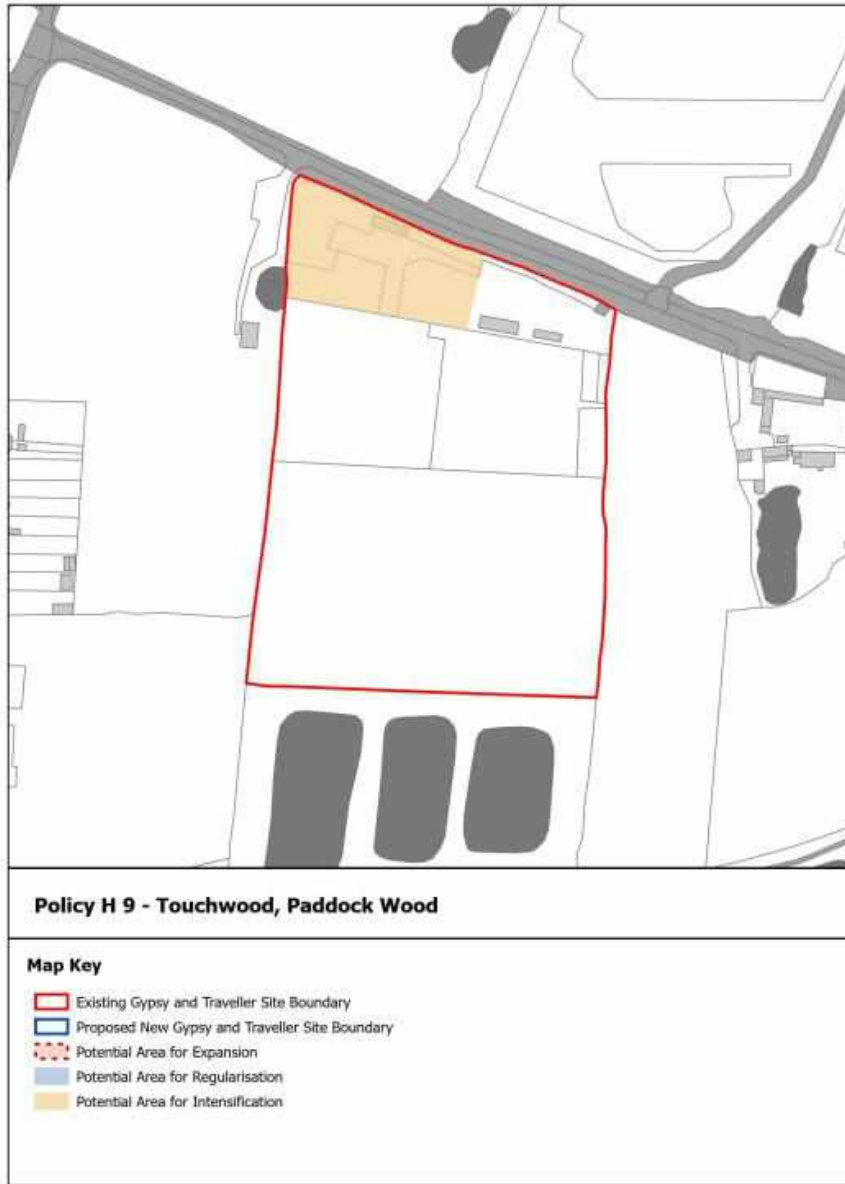 Policy H 9 - Touchwood, Paddock Wood
Map Key
Existing Gypsy and Traveller Site Boundary
Proposed New Gypsy and Traveller Site Boundary
Potential Area for Expansion
Potential Area for Regularisation
Potential Area for Intensification